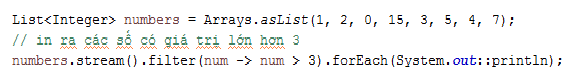 List<Integer> numbers = Arrays.asList(1, 2, 0, 15, 3, 5, 4, 7);
// in ra các số có giá trị lớn hơn 3
numbers.stream().filter(num -> num > 3).forEach(System.out::println);